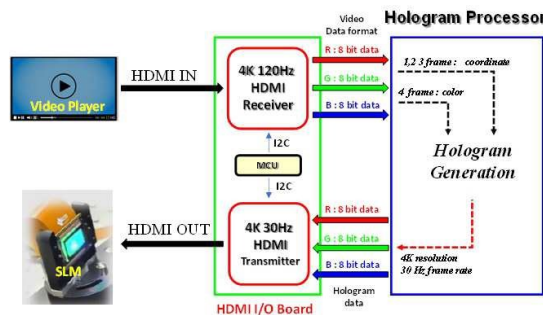 Video
Data format
Hologram Processor
HDMI IN
Video Player
4K 120Hz
HDMI
Receiver
R : 8 bit data
G : 8 bit data
B : 8 bit data
1,2 3 frame : coordinate
4 frame : color
I2C
MCU
I2C
Hologram
Generation
HDMI OUT
SLM
4K 30Hz
HDMI
Transmitter
R : 8 bit data
G : 8 bit data
B : 8 bit data
4K resolution
30 Hz frame rate
Hologram
data
HDMI I/O Board